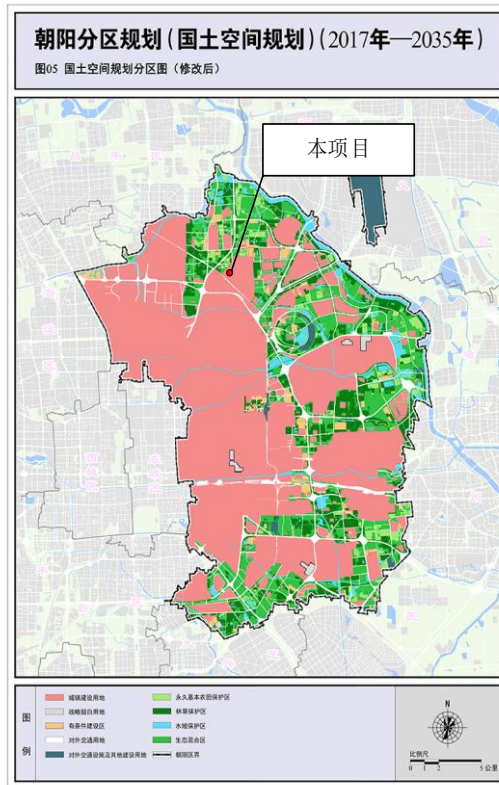 朝阳分区规划（国土空间规划）（2017年—2035年）
图05 国土空间规划分区图（修改后）
本项目
图例
城镇建设用地
战略留白用地
有条件建设区
对外交通用地
对外交通设施及其他建设用地
永久基本农田保护区
林草保护区
水域保护区
生态混合区
朝阳区界
N
比例尺
0 1 2 5 公里